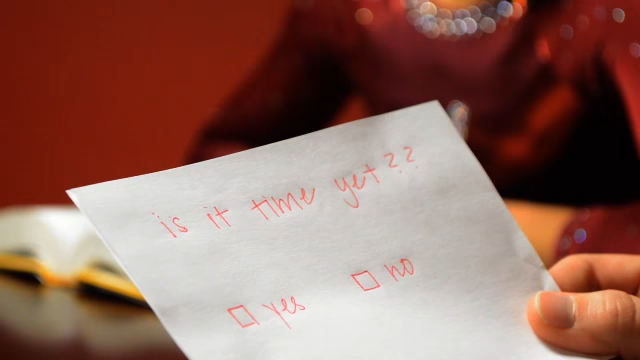 is it time yet??
yes no